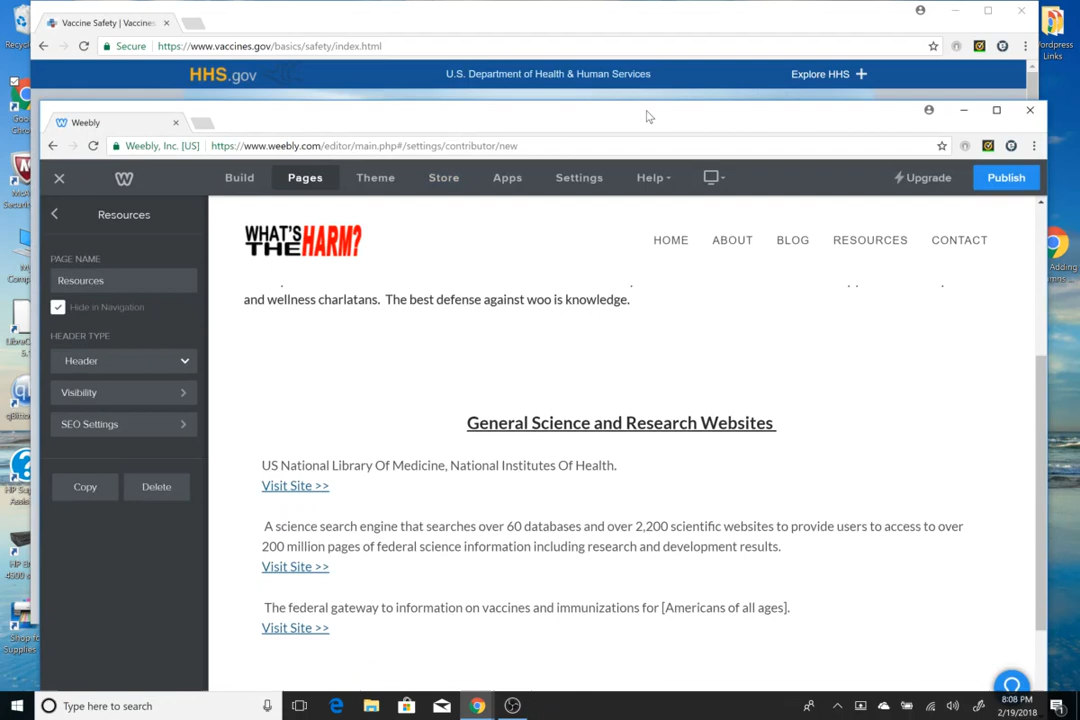 Vaccine Safety | Vaccines
Secure https://www.vaccines.gov/basics/safety/index.html
HHS.gov U.S. Department of Health & Human Services Explore HHS +
Weebly
Weebly, Inc. [US] https://www.weebly.com/editor/main.php#/settings/contributor/new
Build Pages Theme Store Apps Settings Help Upgrade Publish
Resources
WHAT'S THE HARM?
HOME ABOUT BLOG RESOURCES CONTACT
PAGE NAME
Resources
Hide in Navigation
and wellness charlatans. The best defense against woo is knowledge.
HEADER TYPE
Header
Visibility
SEO Settings
Copy Delete
General Science and Research Websites
US National Library Of Medicine, National Institutes Of Health.
Visit Site >>
A science search engine that searches over 60 databases and over 2,200 scientific websites to provide users to access to over
200 million pages of federal science information including research and development results.
Visit Site >>
The federal gateway to information on vaccines and immunizations for [Americans of all ages].
Visit Site >>
Wordpress
Links
Adding
Supplies
Type here to search
8:08 PM
2/19/2018